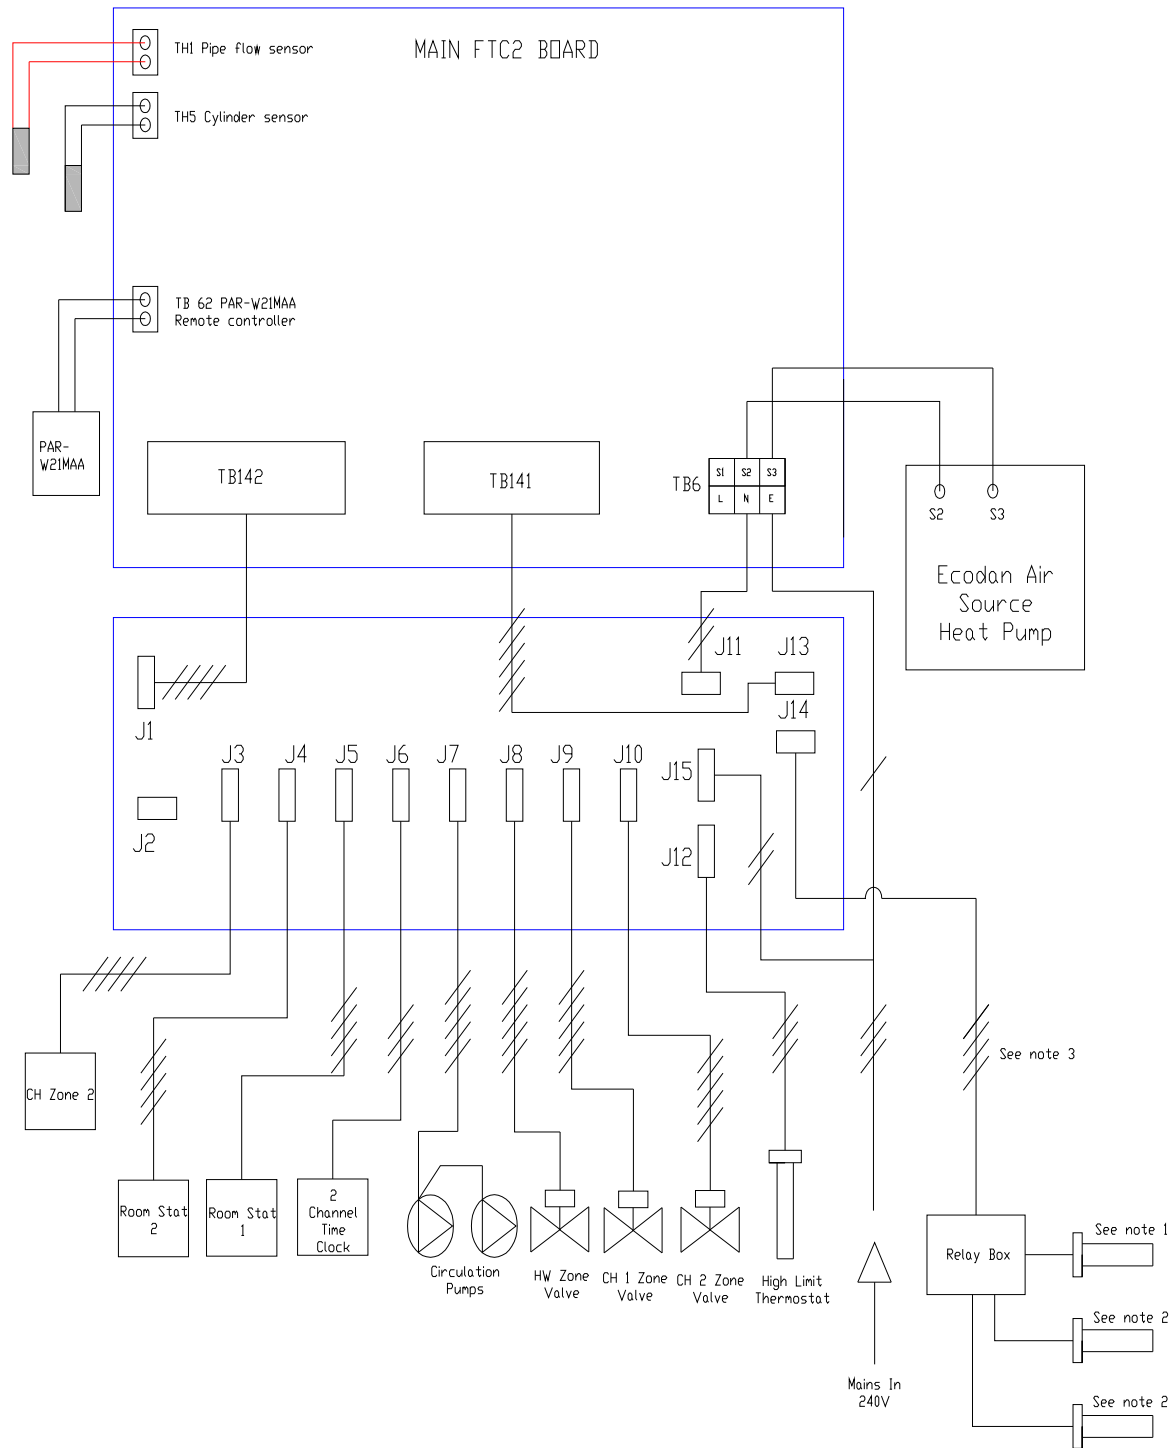 TH1 Pipe flow sensor
MAIN FTC2 BOARD
TH5 Cylinder sensor
TB 62 PAR-W21MAA
Remote controller
PAR-
W21MAA
TB142
TB141
TB6
S1 S2 S3
L N E
S2 S3
Ecodan Air
Source
Heat Pump
J11 J13
J14
J1
J3 J4 J5 J6 J7 J8 J9 J10
J15
J2
J12
See note 3
CH Zone 2
Room Stat
2
Room Stat
1
2
Channel
Time
Clock
Circulation
Pumps
HW Zone
Valve
CH 1 Zone
Valve
CH 2 Zone
Valve
High Limit
Thermostat
Mains In
240V
Relay Box
See note 1
See note 2
See note 2